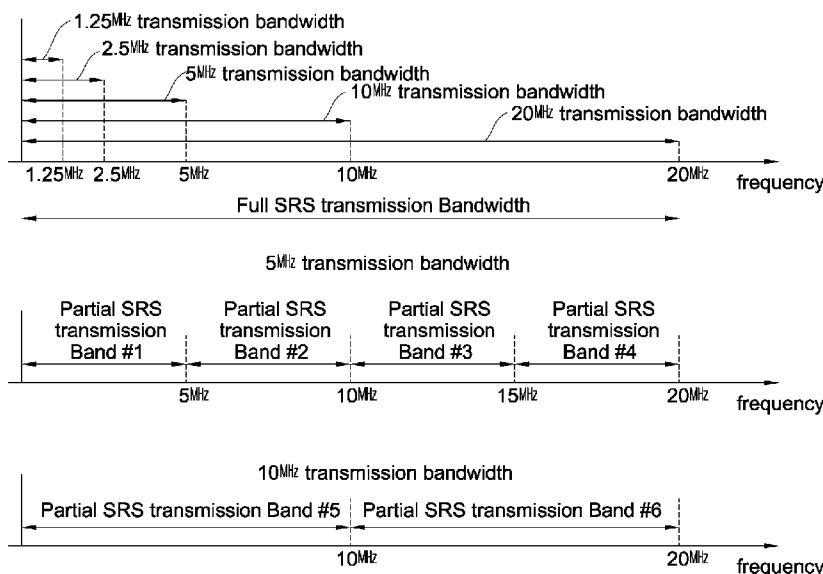 1.25MHz transmission bandwidth
2.5MHz transmission bandwidth
5MHz transmission bandwidth
10MHz transmission bandwidth
20MHz transmission bandwidth
1.25MHz 2.5MHz 5MHz 10MHz 20MHz frequency
Full SRS transmission Bandwidth
5MHz transmission bandwidth
Partial SRS transmission Band #1
Partial SRS transmission Band #2
Partial SRS transmission Band #3
Partial SRS transmission Band #4
5MHz 10MHz 15MHz 20MHz frequency
10MHz transmission bandwidth
Partial SRS transmission Band #5 Partial SRS transmission Band #6
10MHz 20MHz frequency